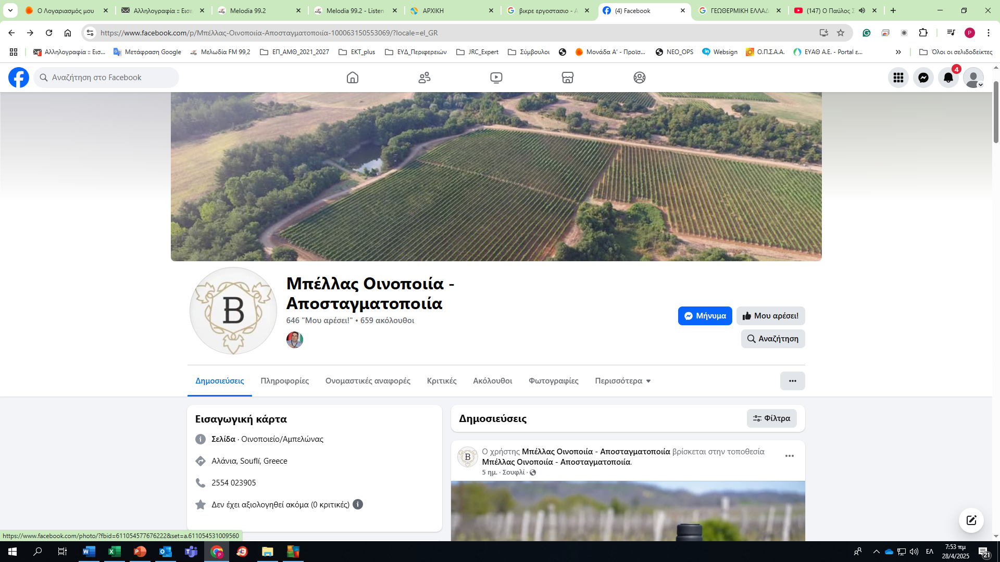 Ο Λογαριασμός μου
Αλληλογραφία :: Εισε
Melodia 99.2
Melodia 99.2 - Listen
ΑΡΧΙΚΗ
βικρε εργοστασιο - Α
(4) Facebook
ΓΕΩΘΕΡΜΙΚΗ ΕΛΛΑΔ
(147) Ο Παύλος Σ
https://www.facebook.com/p/Μπέλλας-Οινοποιία-Αποσταγματοποιία-100063150553069/?locale=el_GR
P
Αλληλογραφία :: Εισ...
Μετάφραση Google
Μελωδία FM 99,2
ΕΠ_ΑΜΘ_2021_2027
ΕΚΤ_plus
ΕΥΔ_Περιφερειών
JRC_Expert
Σύμβουλοι
Μονάδα Α' - Προϊσ...
NEO_OPS
Websign
Ο.Π.Σ.Α.Α.
ΕΥΑΘ Α.Ε. - Portal ε...
Όλοι οι σελιδοδείκτες
Αναζήτηση στο Facebook
4
B
Μπέλλας Οινοποιία -
Αποσταγματοποιία
646 "Μου αρέσει!" • 659 ακόλουθοι
Μήνυμα
Μου αρέσει!
Αναζήτηση
Δημοσιεύσεις
Πληροφορίες
Ονομαστικές αναφορές
Κριτικές
Ακόλουθοι
Φωτογραφίες
Περισσότερα
Εισαγωγική κάρτα
Σελίδα · Οινοποιείο/Αμπελώνας
Αλάνια, Souflí, Greece
2554 023905
Δεν έχει αξιολογηθεί ακόμα (0 κριτικές)
Δημοσιεύσεις
Φίλτρα
B
Ο χρήστης Μπέλλας Οινοποιία - Αποσταγματοποιία βρίσκεται στην τοποθεσία
Μπέλλας Οινοποιία - Αποσταγματοποιία.
5 ημ. · Σουφλί ·
https://www.facebook.com/photo/?fbid=611054577676222&set=a.611054531009560
ΕΛ
7:53 πμ
28/4/2025
21